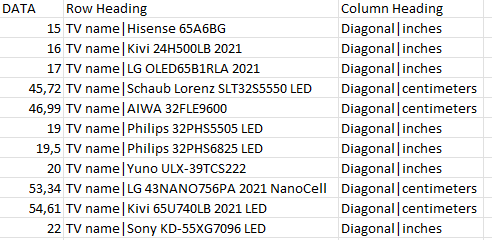 DATA Row Heading Column Heading
15 TV name|Hisense 65A6BG Diagonal|inches
16 TV name|Kivi 24H500LB 2021 Diagonal|inches
17 TV name|LG OLED65B1RLA 2021 Diagonal|inches
45,72 TV name|Schaub Lorenz SLT32S5550 LED Diagonal|centimeters
46,99 TV name|AIWA 32FLE9600 Diagonal|centimeters
19 TV name|Philips 32PHS5505 LED Diagonal|inches
19,5 TV name|Philips 32PHS6825 LED Diagonal|inches
20 TV name|Yuno ULX-39TCS222 Diagonal|inches
53,34 TV name|LG 43NANO756PA 2021 NanoCell Diagonal|centimeters
54,61 TV name|Kivi 65U740LB 2021 LED Diagonal|centimeters
22 TV name|Sony KD-55XG7096 LED Diagonal|inches